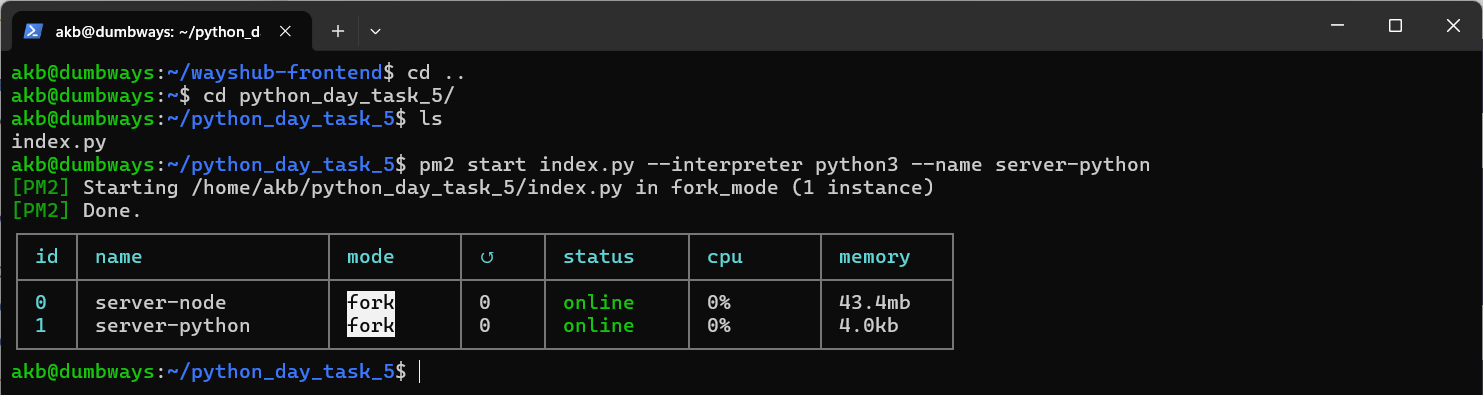 akb@dumbways: ~/python_d
akb@dumbways:~/wayshub-frontend$ cd ..
akb@dumbways:~$ cd python_day_task_5/
akb@dumbways:~/python_day_task_5$ ls
index.py
akb@dumbways:~/python_day_task_5$ pm2 start index.py --interpreter python3 --name server-python
[PM2] Starting /home/akb/python_day_task_5/index.py in fork_mode (1 instance)
[PM2] Done.
id name mode ↺ status cpu memory
0 server-node fork 0 online 0% 43.4mb
1 server-python fork 0 online 0% 4.0kb
akb@dumbways:~/python_day_task_5$